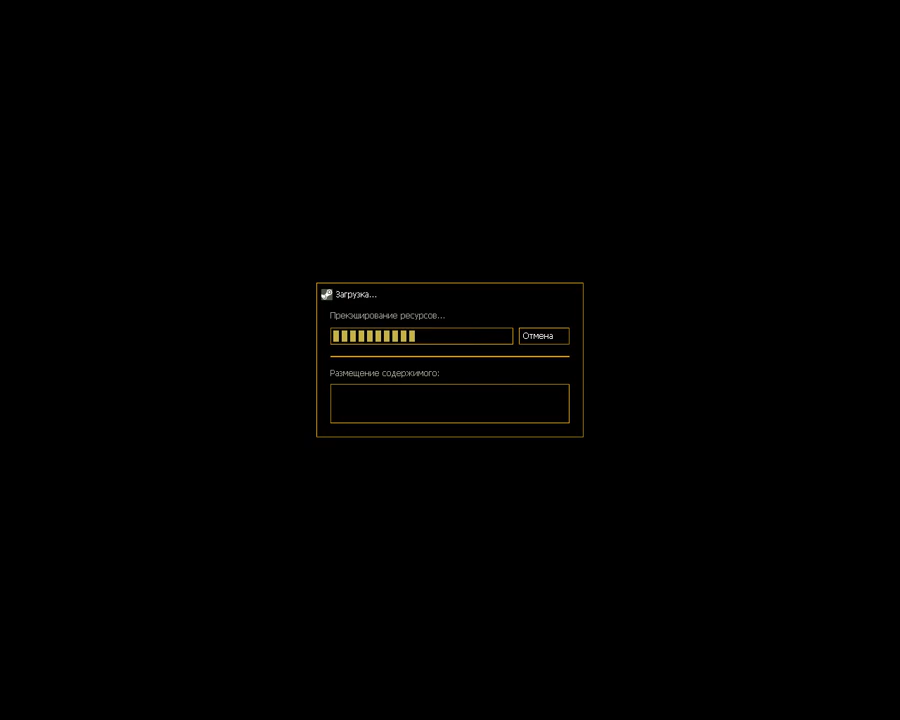 Загрузка...
Прекэширование ресурсов...
Отмена
Размещение содержимого: